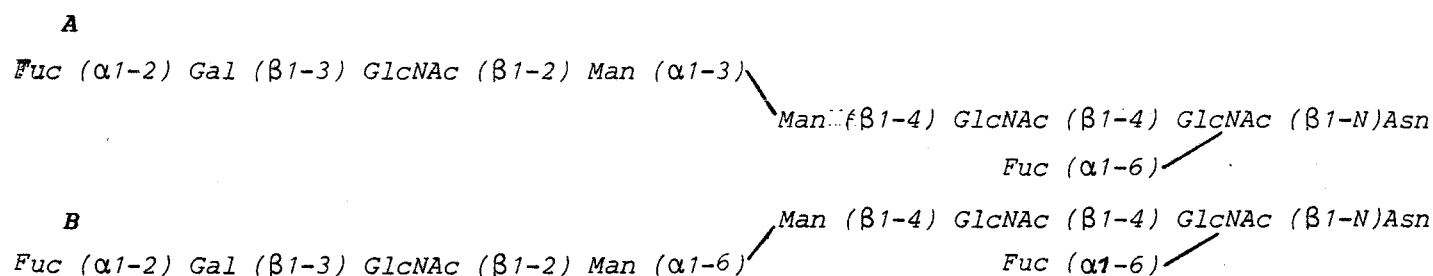 A
Fuc (α1-2) Gal (β1-3) GlcNAc (β1-2) Man (α1-3)
Man (β1-4) GlcNAc (β1-4) GlcNAc (β1-N)Asn
Fuc (α1-6)
B
Man (β1-4) GlcNAc (β1-4) GlcNAc (β1-N)Asn
Fuc (α1-2) Gal (β1-3) GlcNAc (β1-2) Man (α1-6)
Fuc (α1-6)